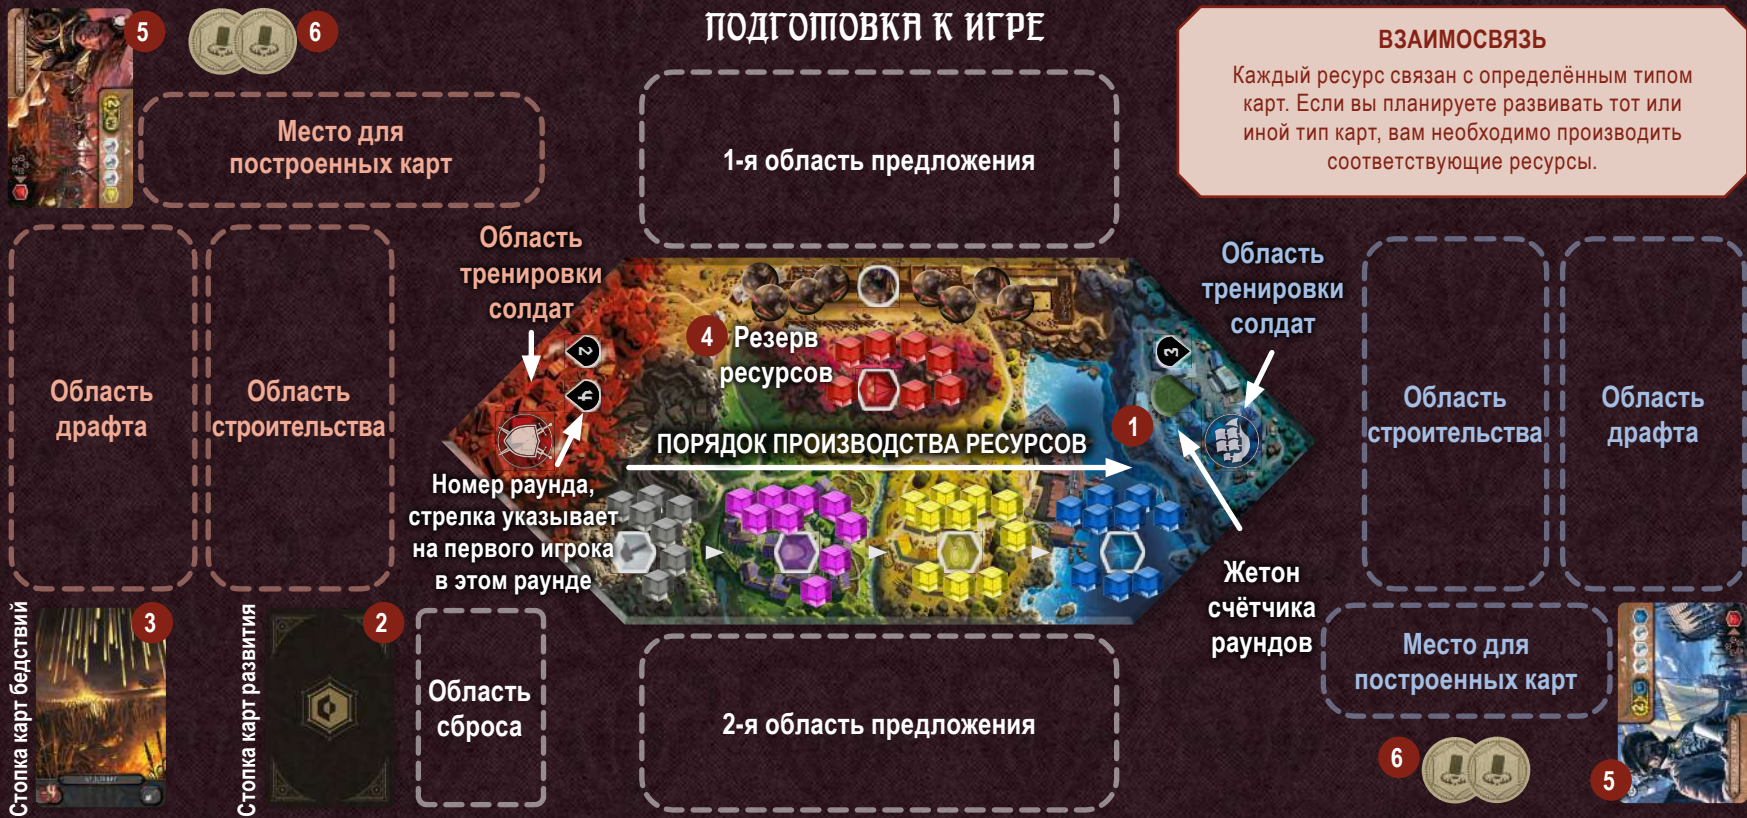 ПОДГОТОВКА К ИГРЕ
5
6
Место для
построенных карт
1-я область предложения
ВЗАИМОСВЯЗЬ
Каждый ресурс связан с определённым типом
карт. Если вы планируете развивать тот или
иной тип карт, вам необходимо производить
соответствующие ресурсы.
Область
драфта
Область
строительства
Область
тренировки
солдат
2
4
4 Резерв
ресурсов
3
1
ПОРЯДОК ПРОИЗВОДСТВА РЕСУРСОВ
Номер раунда,
стрелка указывает
на первого игрока
в этом раунде
Область
тренировки
солдат
Жетон
счётчика
раундов
Область
строительства
Область
драфта
Стопка карт бедствий
3
Стопка карт развития
2
Область
сброса
2-я область предложения
Место для
построенных карт
6
5